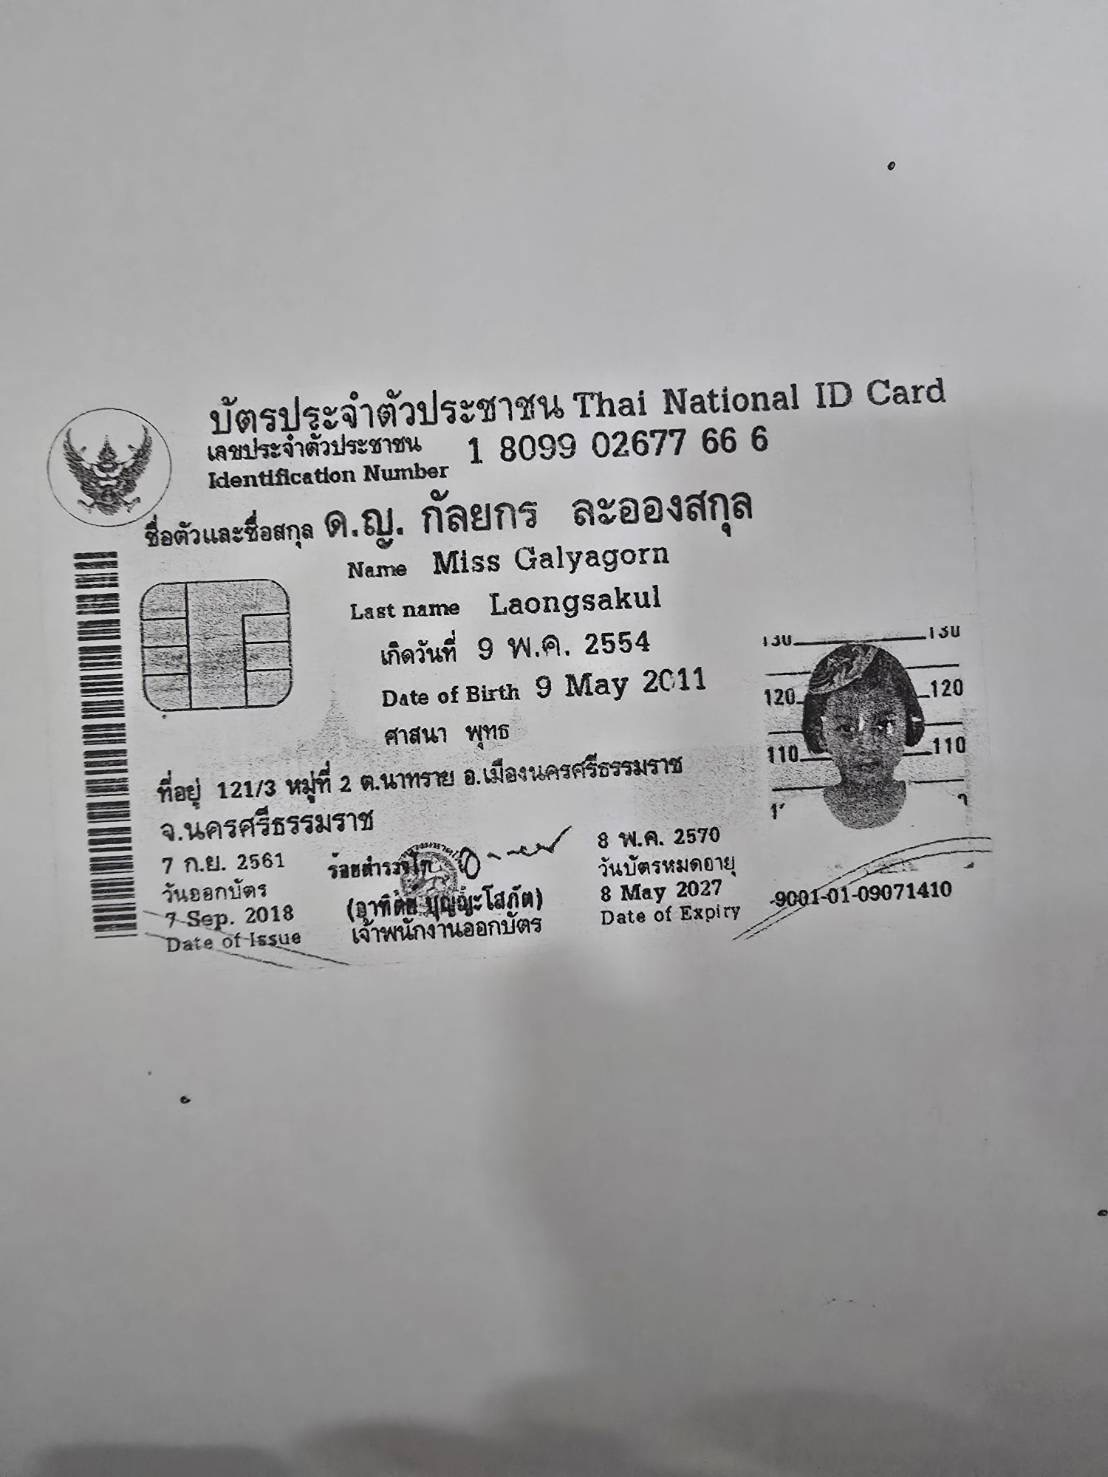 บัตรประจำตัวประชาชน Thai National ID Card
เลขประจำตัวประชาชน 1 8099 02677 66 6
Identification Number
ชื่อตัวและชื่อสกุล ด.ญ. กัลยกร ละอองสกุล
Name Miss Galyagorn
Last name Laongsakul
เกิดวันที่ 9 พ.ค. 2554
Date of Birth 9 May 2011
ศาสนา พุทธ
ที่อยู่ 121/3 หมู่ที่ 2 ต.นาทราย อ.เมืองนครศรีธรรมราช
จ.นครศรีธรรมราช
130 130
120 120
110 110
7 ก.ย. 2561
วันออกบัตร
7 Sep. 2018
Date of Issue
ร้อยตำรวจโท
เจ้าพนักงานออกบัตร
8 พ.ค. 2570
วันบัตรหมดอายุ
8 May 2027
Date of Expiry
-9001-01-09071410